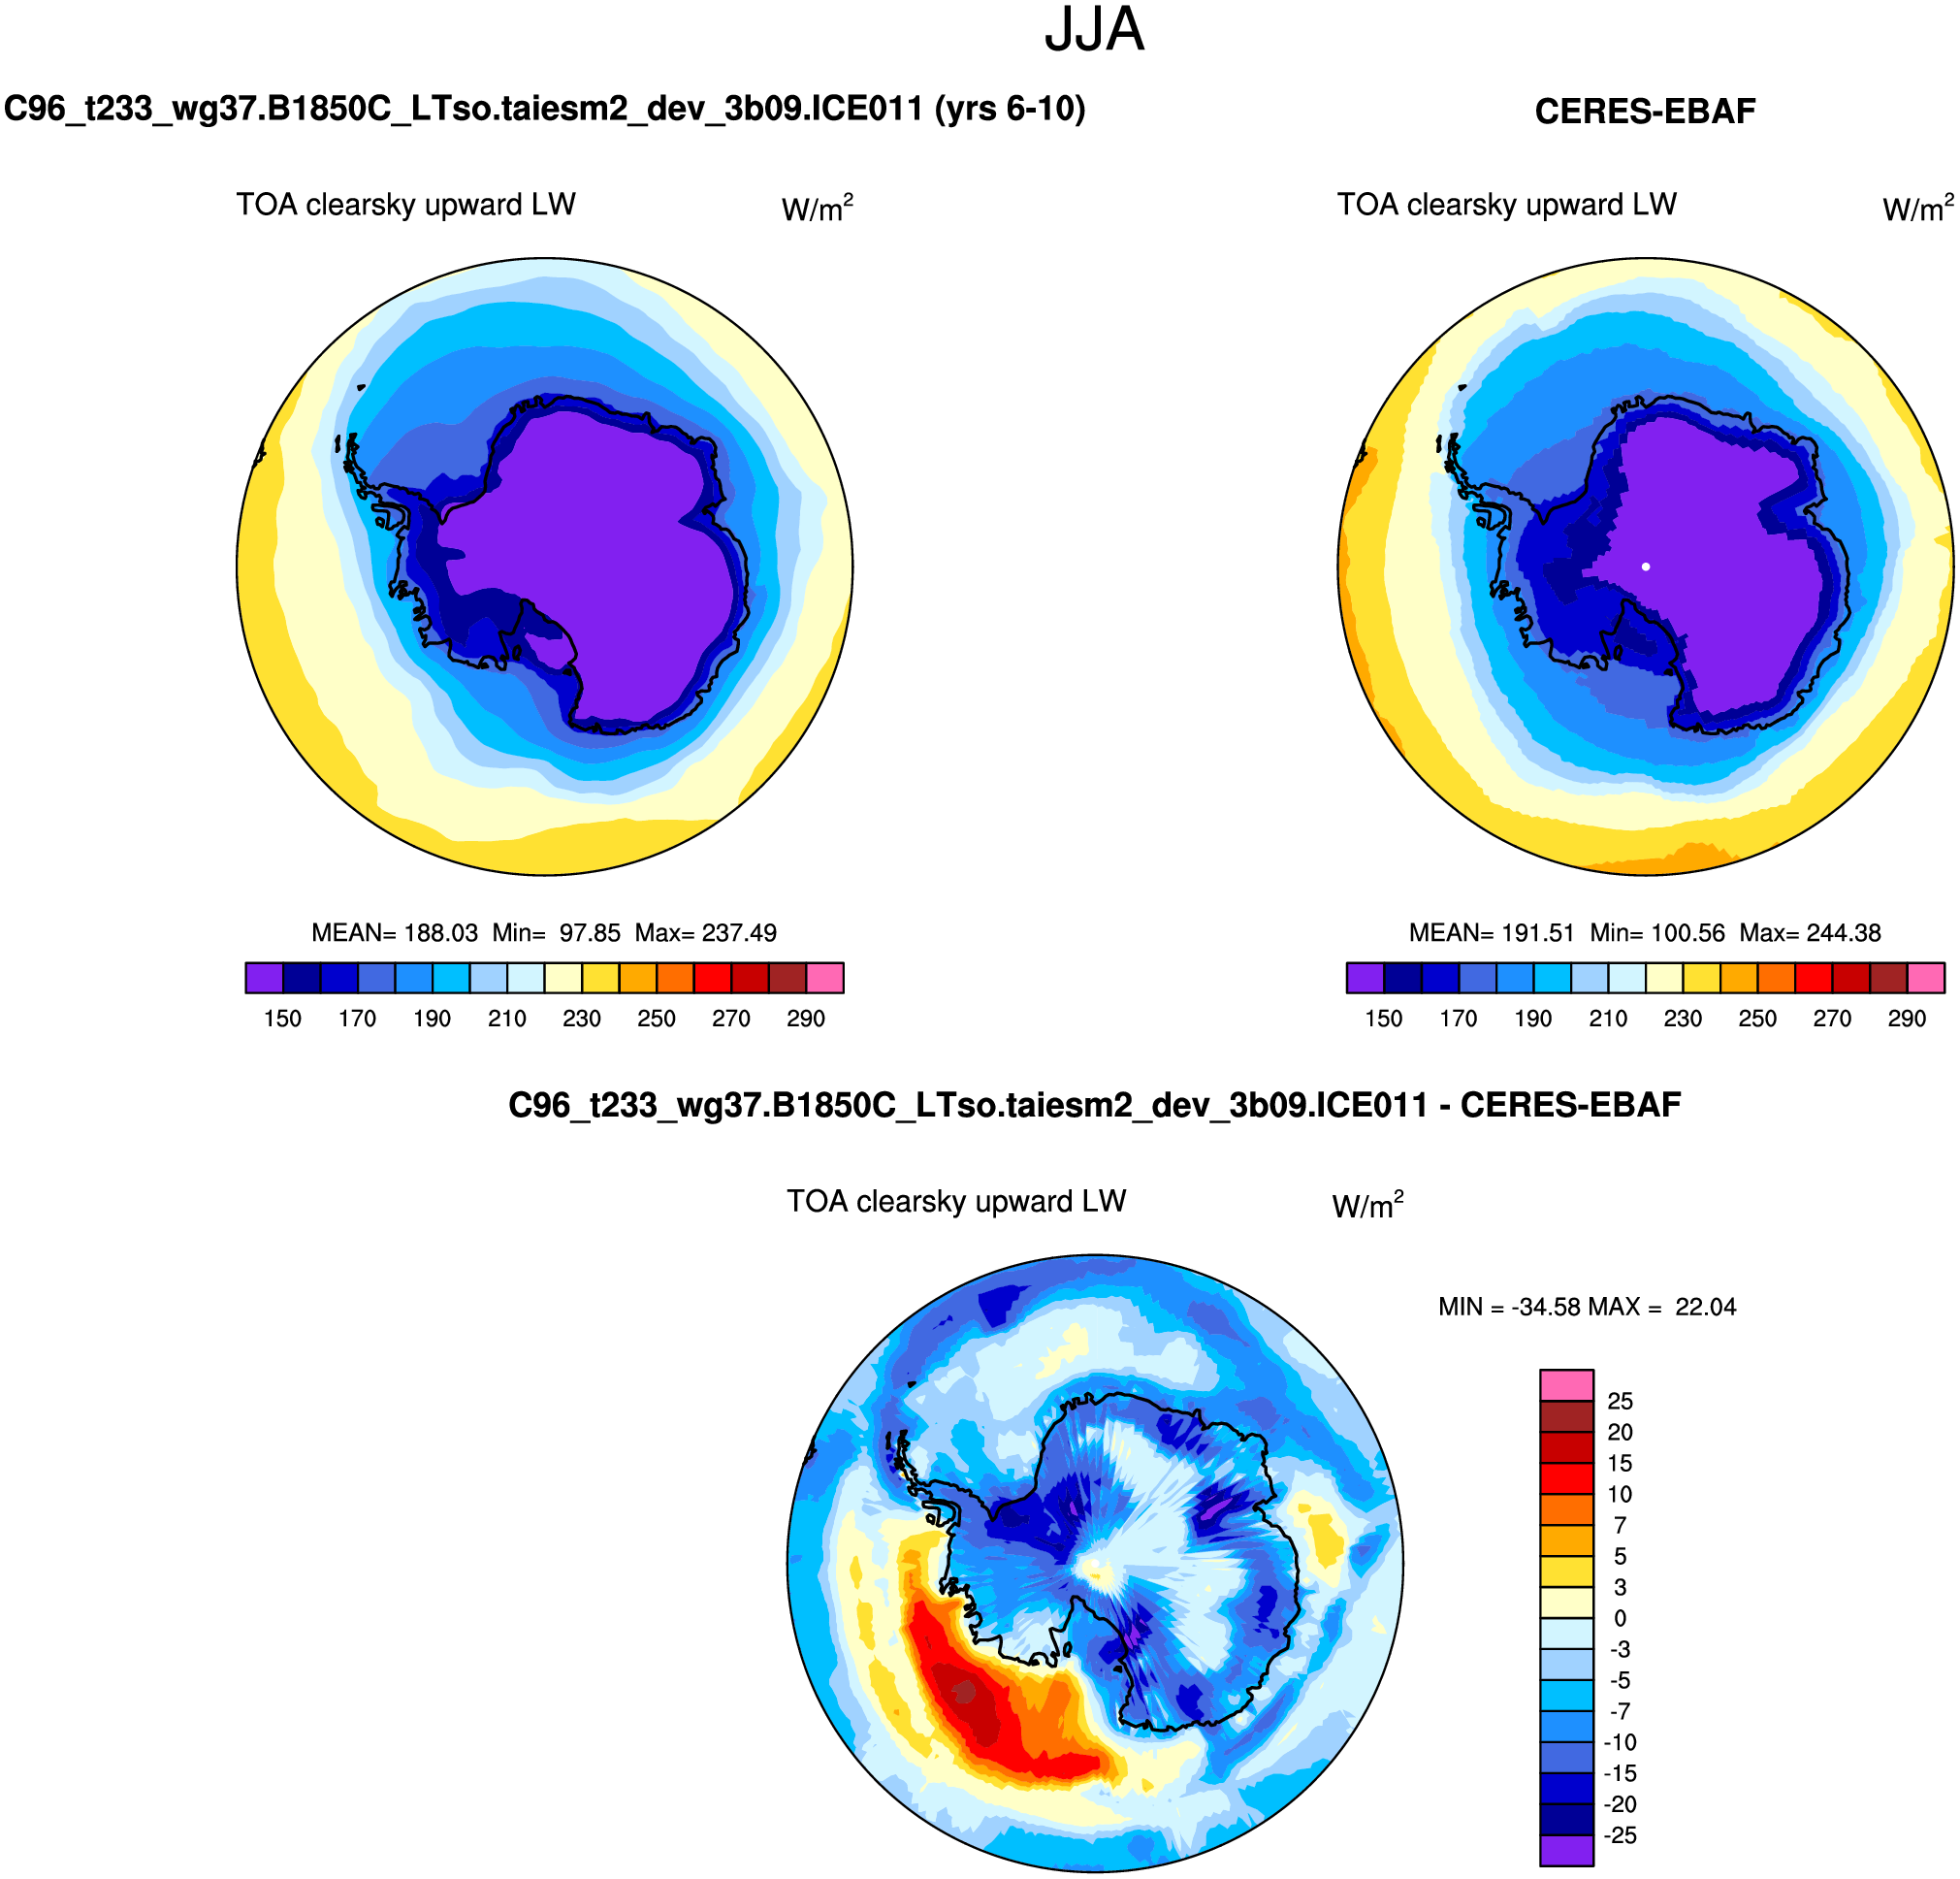 JJA
C96_t233_wg37.B1850C_LTso.taiesm2_dev_3b09.ICE011 (yrs 6-10)
CERES-EBAF
TOA clearsky upward LW W/m²
TOA clearsky upward LW W/m²
MEAN= 188.03 Min= 97.85 Max= 237.49
MEAN= 191.51 Min= 100.56 Max= 244.38
150 170 190 210 230 250 270 290
150 170 190 210 230 250 270 290
C96_t233_wg37.B1850C_LTso.taiesm2_dev_3b09.ICE011 - CERES-EBAF
TOA clearsky upward LW W/m²
MIN = -34.58 MAX = 22.04
25
20
15
10
7
5
3
0
-3
-5
-7
-10
-15
-20
-25